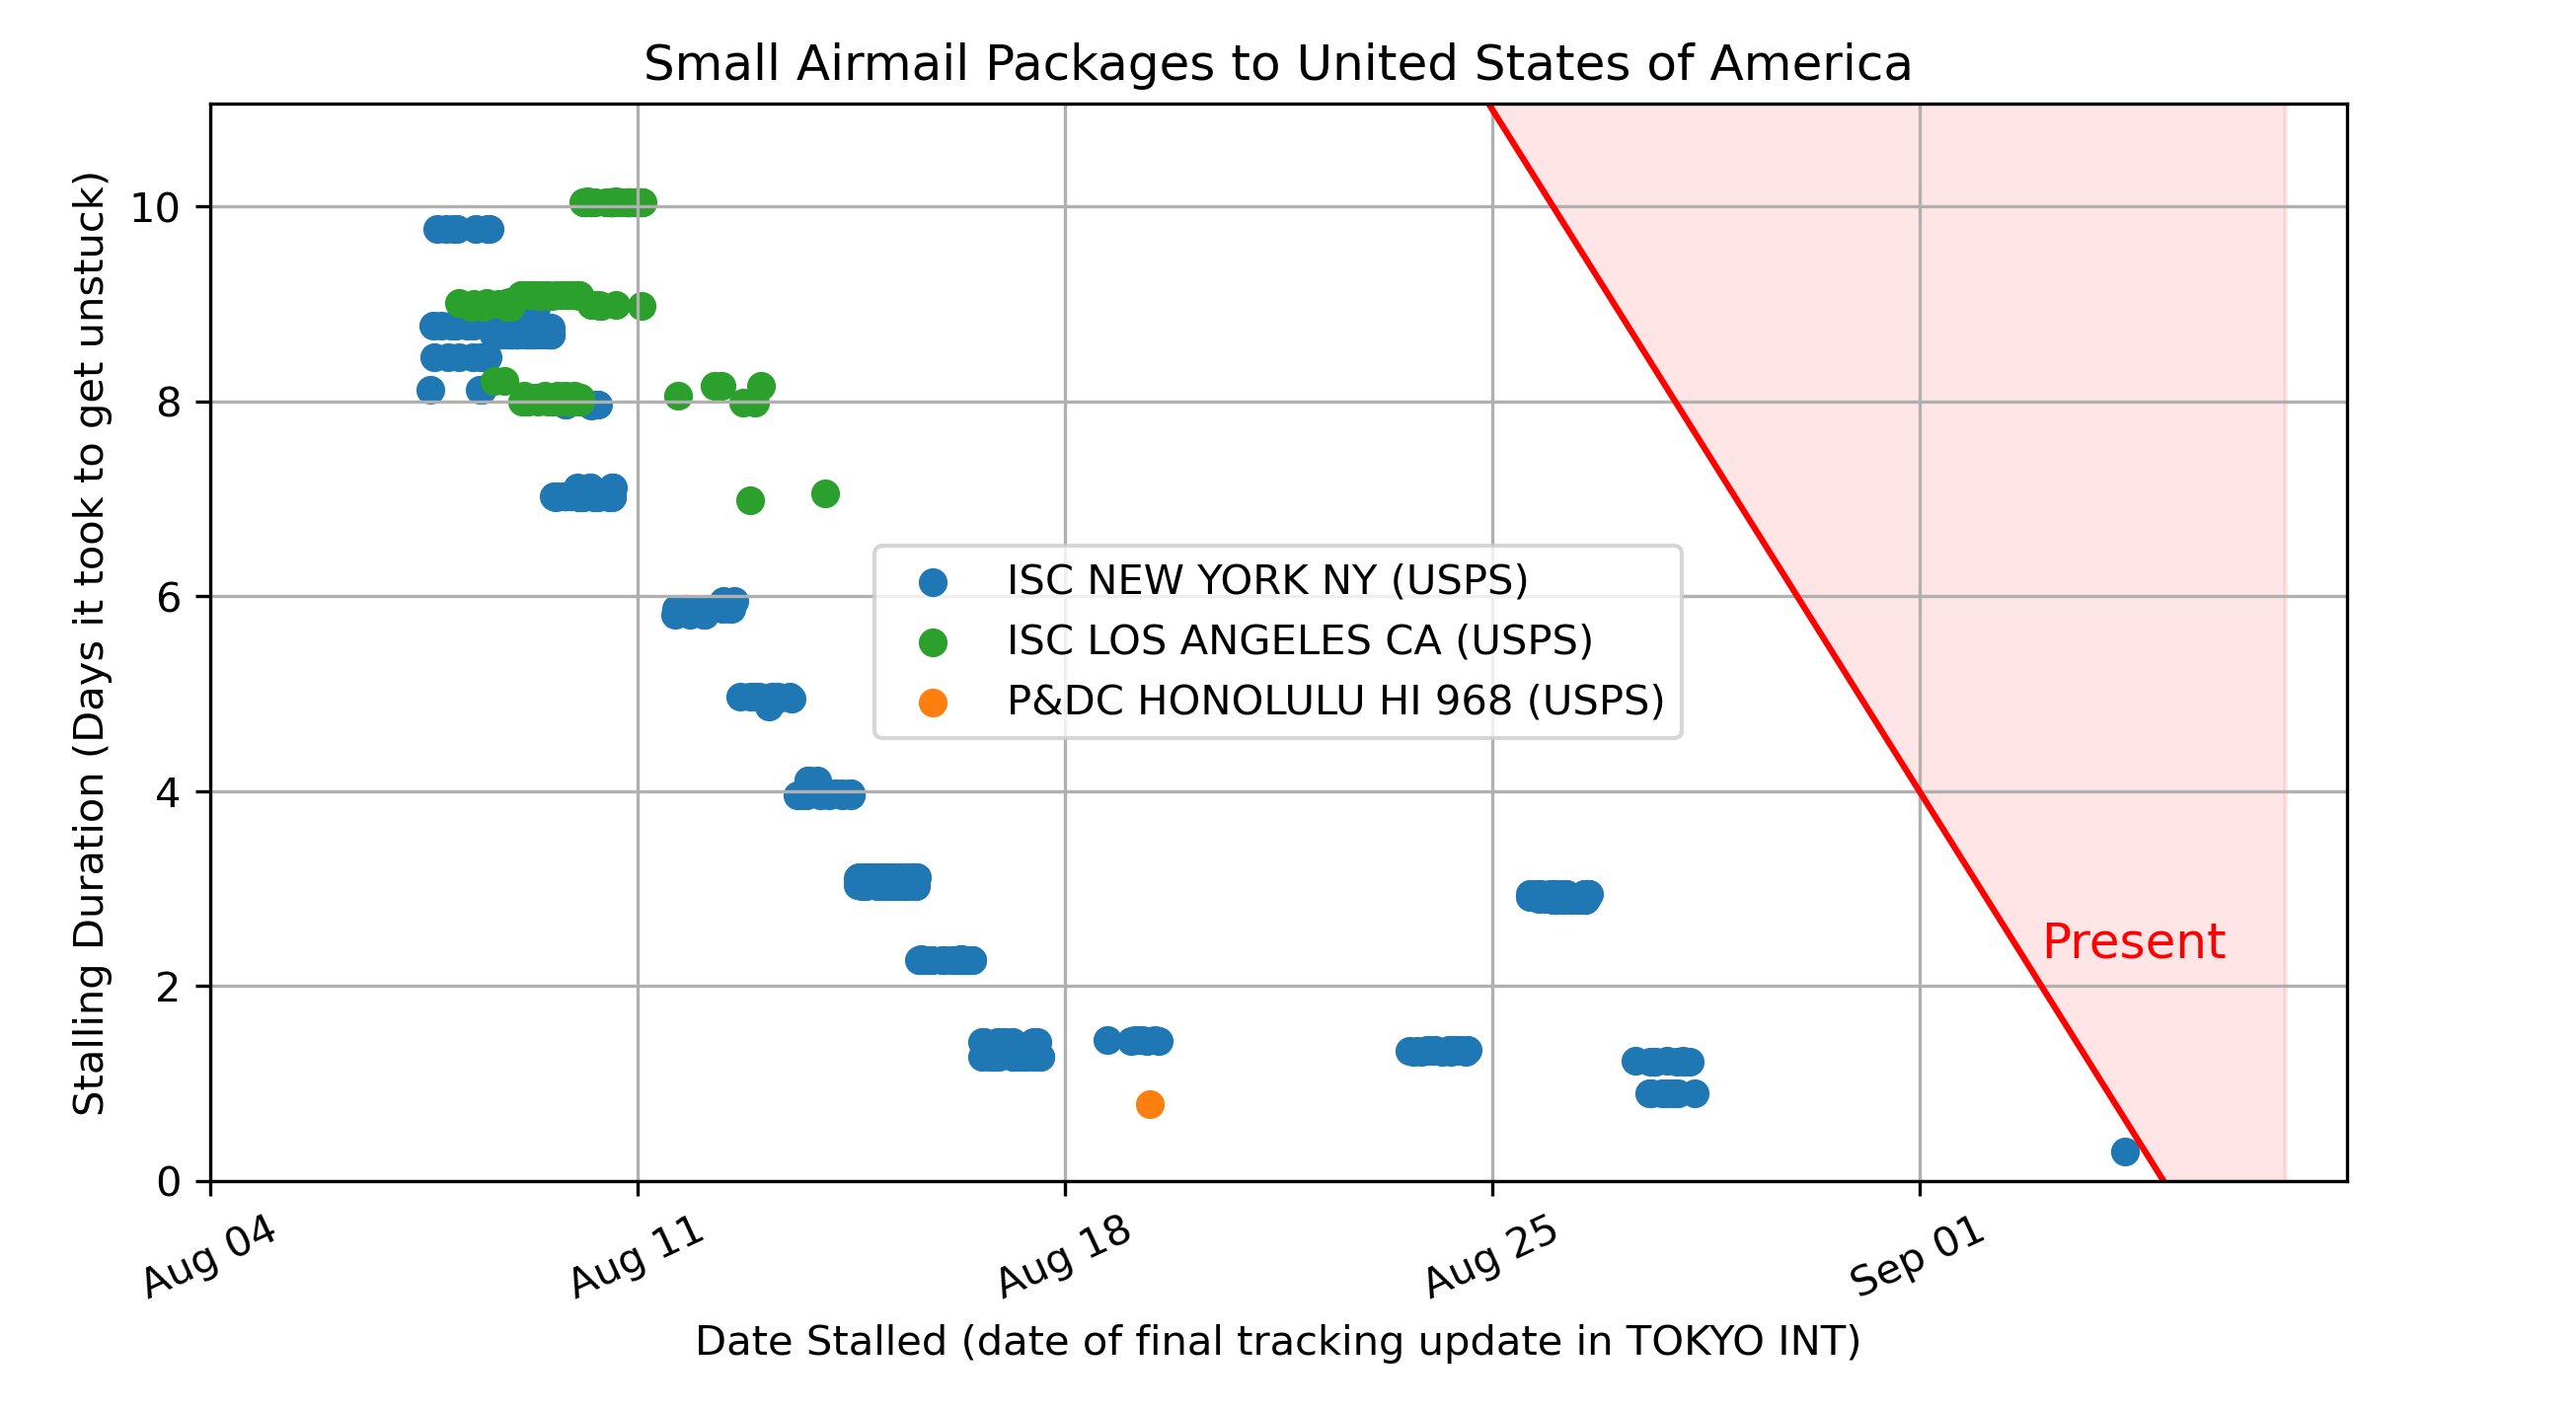 Small Airmail Packages to United States of America
Stalling Duration (Days it took to get unstuck)
10
8
6
4
2
0
ISC NEW YORK NY (USPS)
ISC LOS ANGELES CA (USPS)
P&DC HONOLULU HI 968 (USPS)
Present
Aug 04
Aug 11
Aug 18
Aug 25
Sep 01
Date Stalled (date of final tracking update in TOKYO INT)